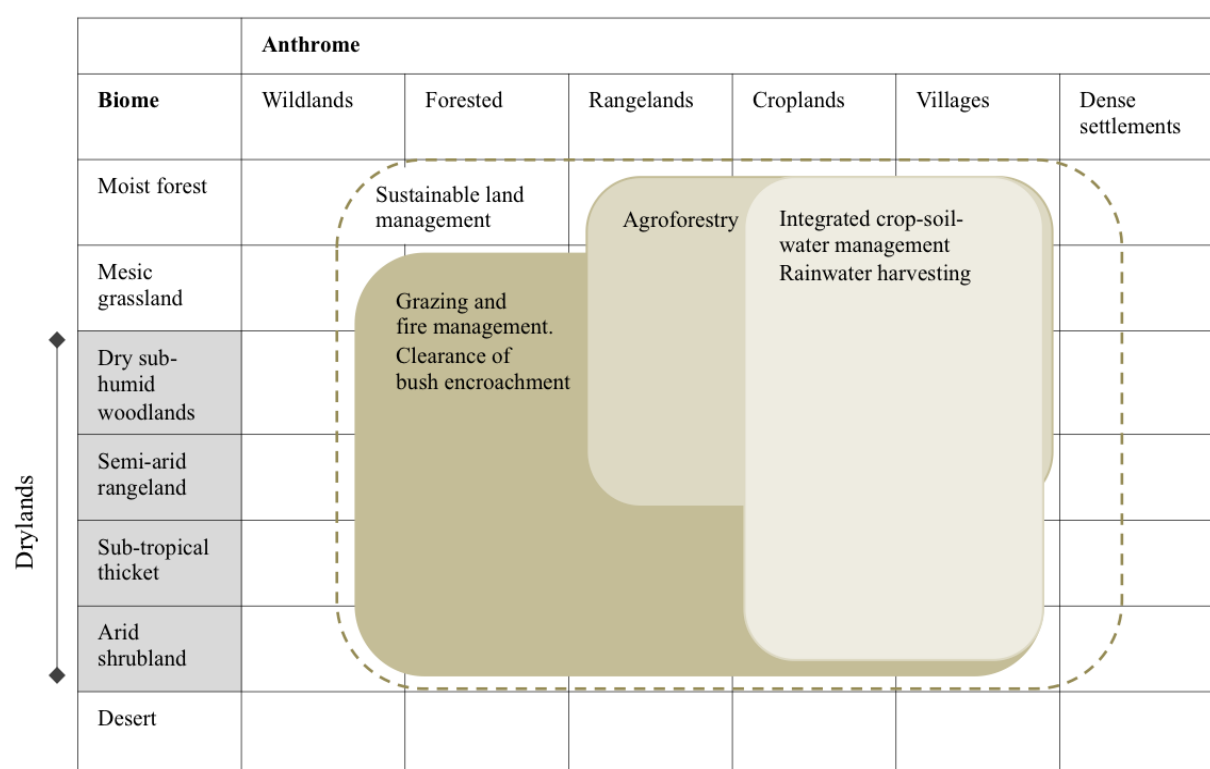 Anthrome
Biome
Wildlands
Forested
Rangelands
Croplands
Villages
Dense
settlements
Moist forest
Sustainable land
management
Agroforestry
Integrated crop-soil-
water management
Rainwater harvesting
Mesic
grassland
Grazing and
fire management.
Clearance of
bush encroachment
Drylands
Dry sub-
humid
woodlands
Semi-arid
rangeland
Sub-tropical
thicket
Arid
shrubland
Desert